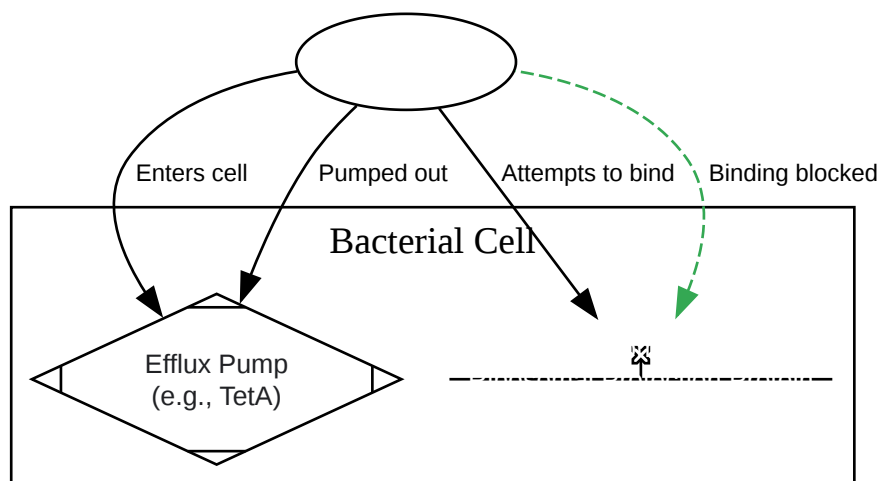 Enters cell
Pumped out
Attempts to bind
Binding blocked
Bacterial Cell
Efflux Pump
(e.g., TetA)